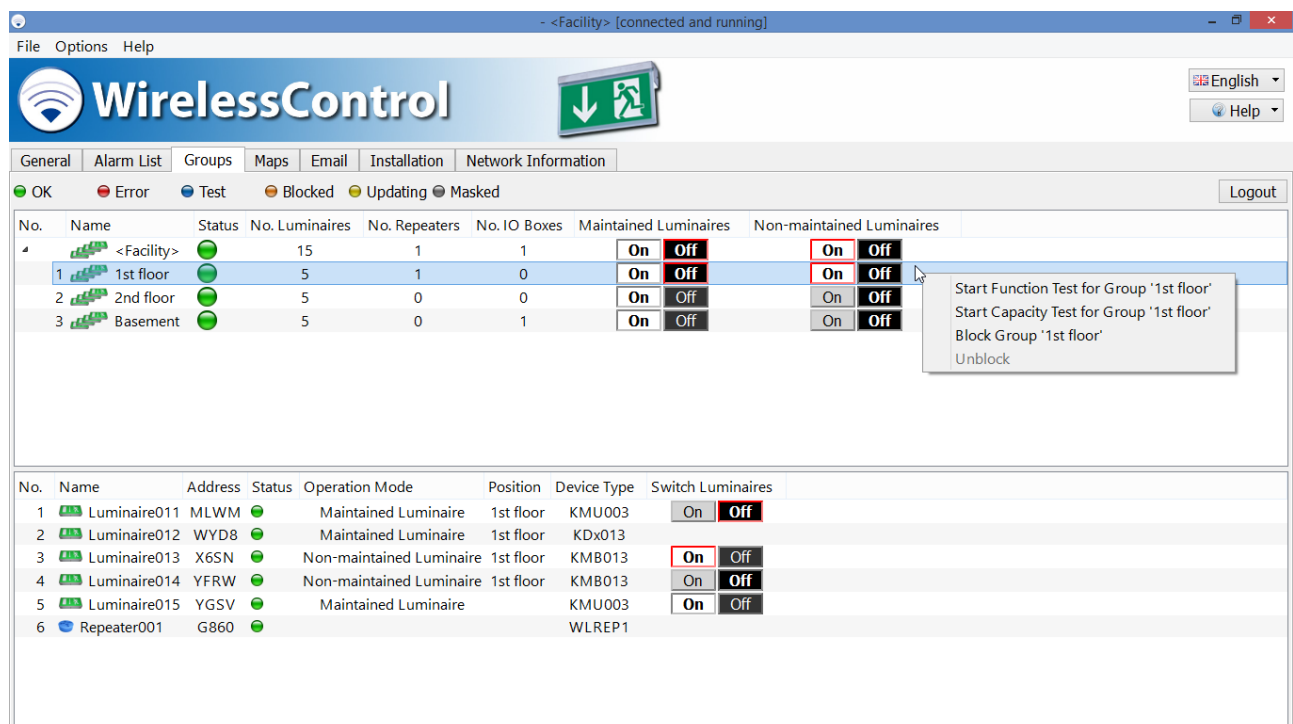 - <Facility> [connected and running]
File Options Help
WirelessControl
English
Help
General Alarm List Groups Maps Email Installation Network Information
OK Error Test Blocked Updating Masked Logout
No. Name Status No. Luminaires No. Repeaters No. IO Boxes Maintained Luminaires Non-maintained Luminaires
<Facility> 15 1 1 On Off On Off
1 1st floor 5 1 0 On Off On Off
2 2nd floor 5 0 0 On Off On Off
3 Basement 5 0 1 On Off On Off
Start Function Test for Group '1st floor'
Start Capacity Test for Group '1st floor'
Block Group '1st floor'
Unblock
No. Name Address Status Operation Mode Position Device Type Switch Luminaires
1 Luminaire011 MLWM Maintained Luminaire 1st floor KMU003 On Off
2 Luminaire012 WYD8 Maintained Luminaire 1st floor KDx013
3 Luminaire013 X6SN Non-maintained Luminaire 1st floor KMB013 On Off
4 Luminaire014 YFRW Non-maintained Luminaire 1st floor KMB013 On Off
5 Luminaire015 YGSV Maintained Luminaire KMU003 On Off
6 Repeater001 G860 WLREP1